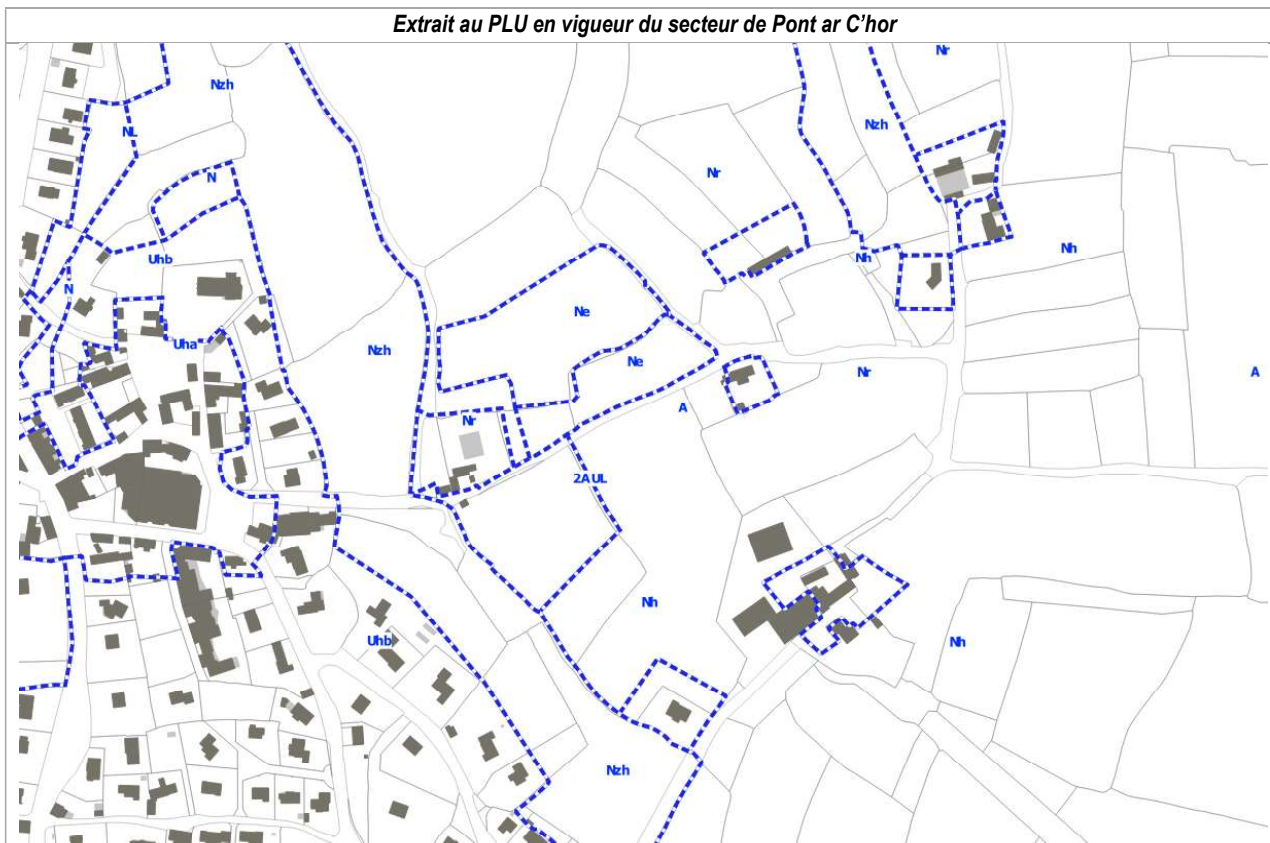 Extrait au PLU en vigueur du secteur de Pont ar C’hor
Nr
Nzh
NL
Nzh
N
Nr
Uhb
Nh
Nh
N
Ne
Uha
Nzh
Ne
Nr
A
A
Nr
2AUL
Nh
Uhb
Nh
Nzh